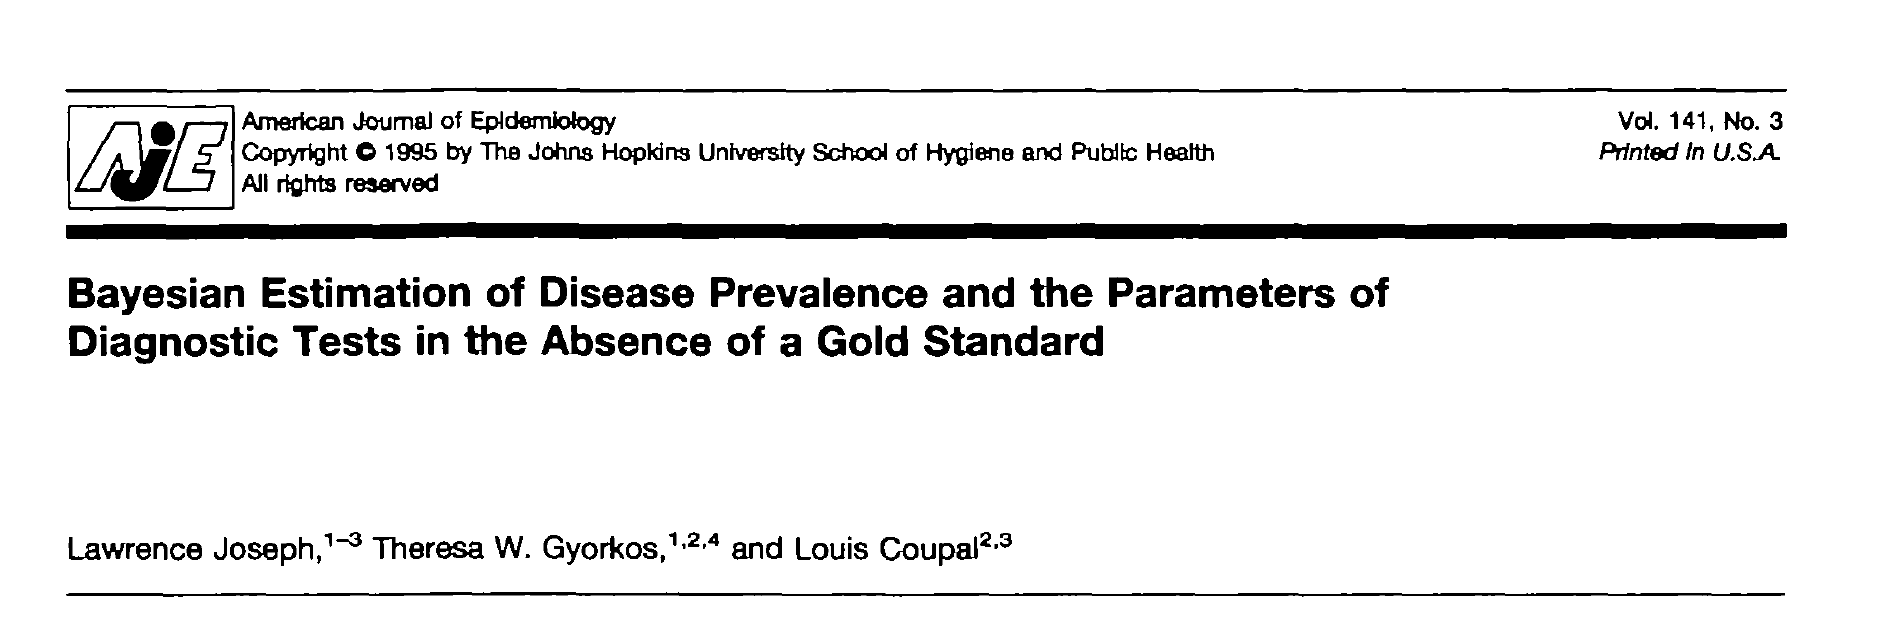 AJE
American Journal of Epidemiology
Copyright © 1995 by The Johns Hopkins University School of Hygiene and Public Health
All rights reserved
Vol. 141, No. 3
Printed in U.S.A.
Bayesian Estimation of Disease Prevalence and the Parameters of
Diagnostic Tests in the Absence of a Gold Standard
Lawrence Joseph,1–3 Theresa W. Gyorkos,1,2,4 and Louis Coupal2,3